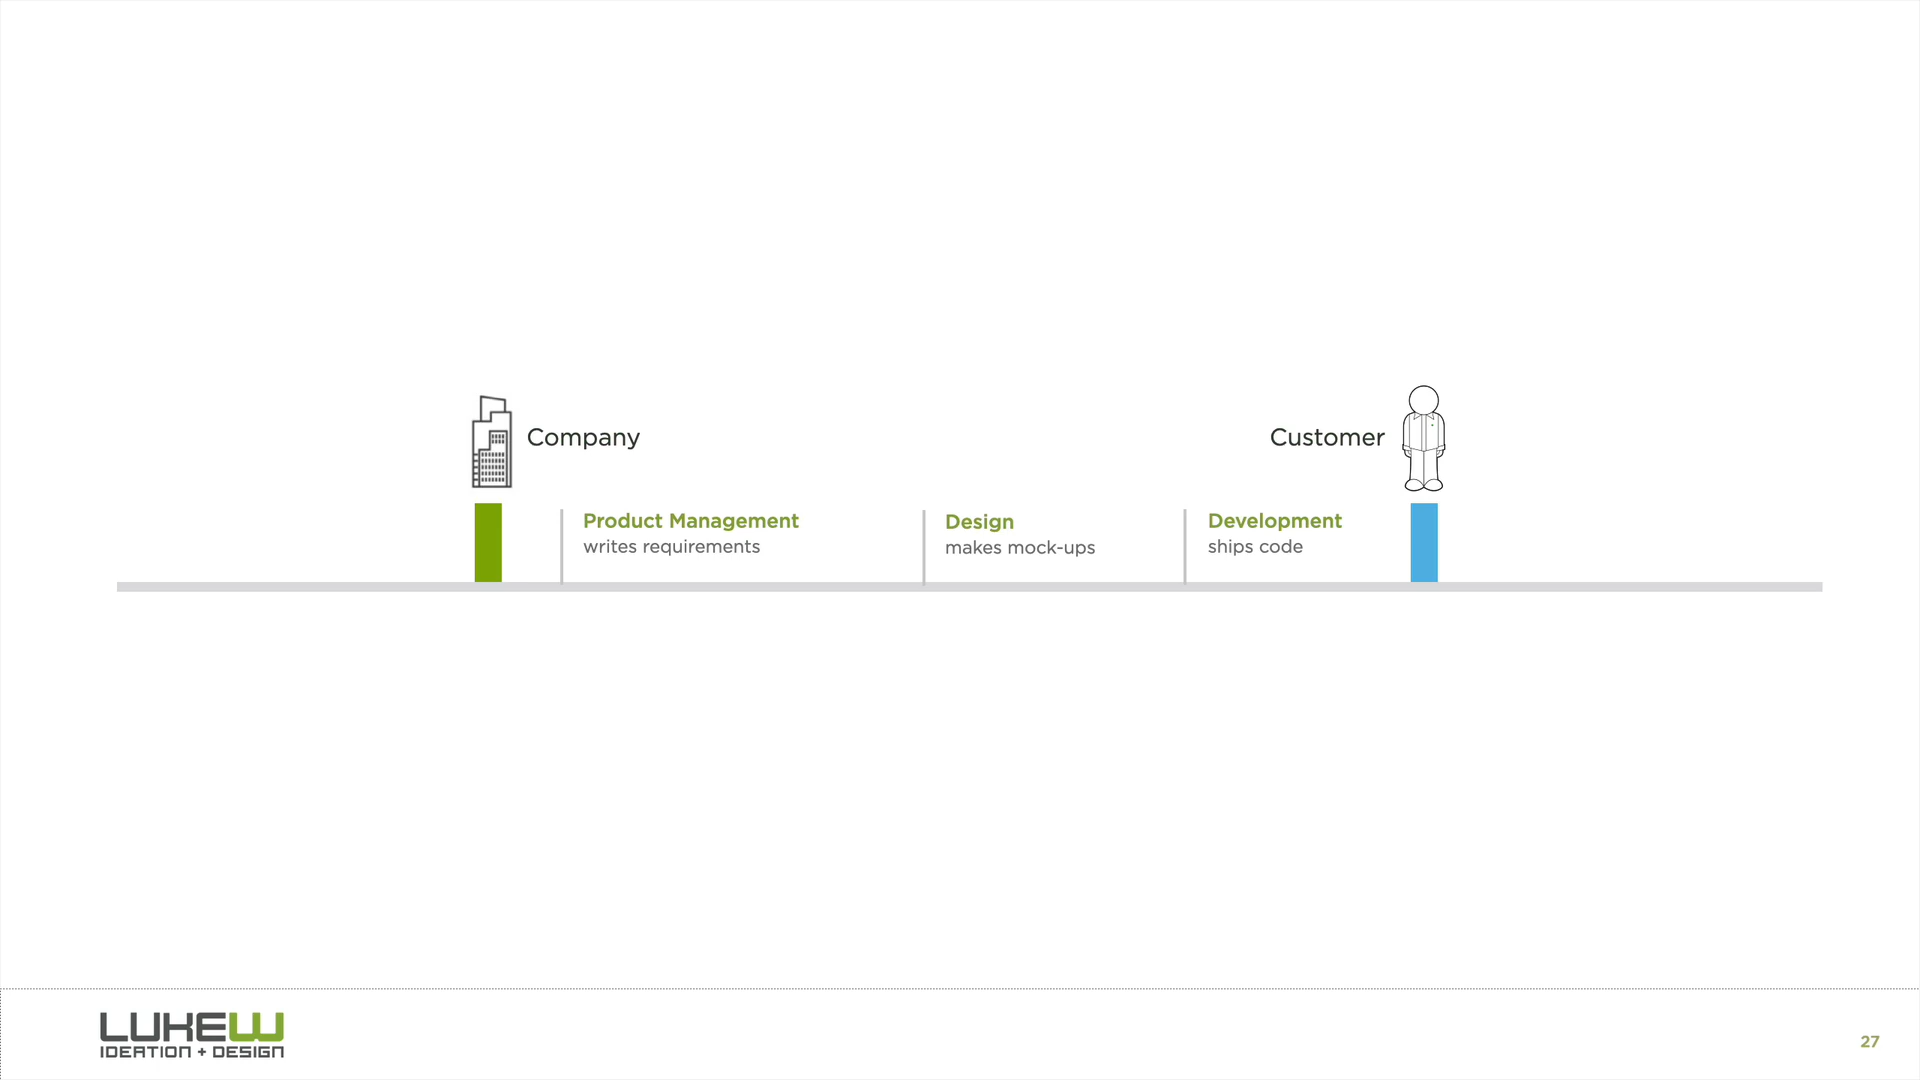 Company
Customer
Product Management
writes requirements
Design
makes mock-ups
Development
ships code
LUKEW
IDEATION + DESIGN
27